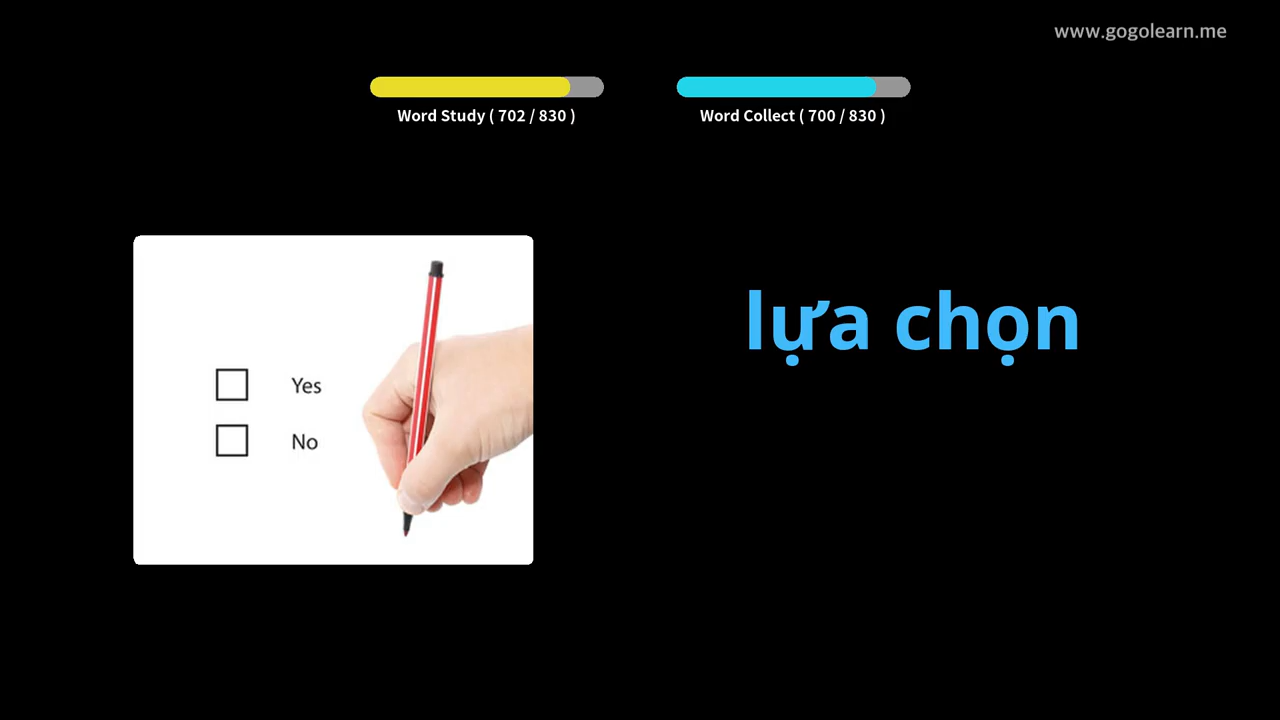 www.gogolearn.me
Word Study ( 702 / 830 )
Word Collect ( 700 / 830 )
lựa chọn
Yes
No